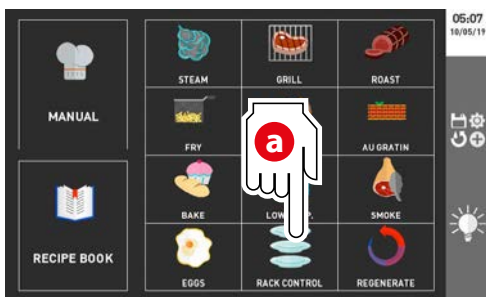 05:07
10/05/19
STEAM
GRILL
ROAST
MANUAL
FRY
AU GRATIN
a
BAKE
SMOKE
RECIPE BOOK
EGGS
RACK CONTROL
REGENERATE